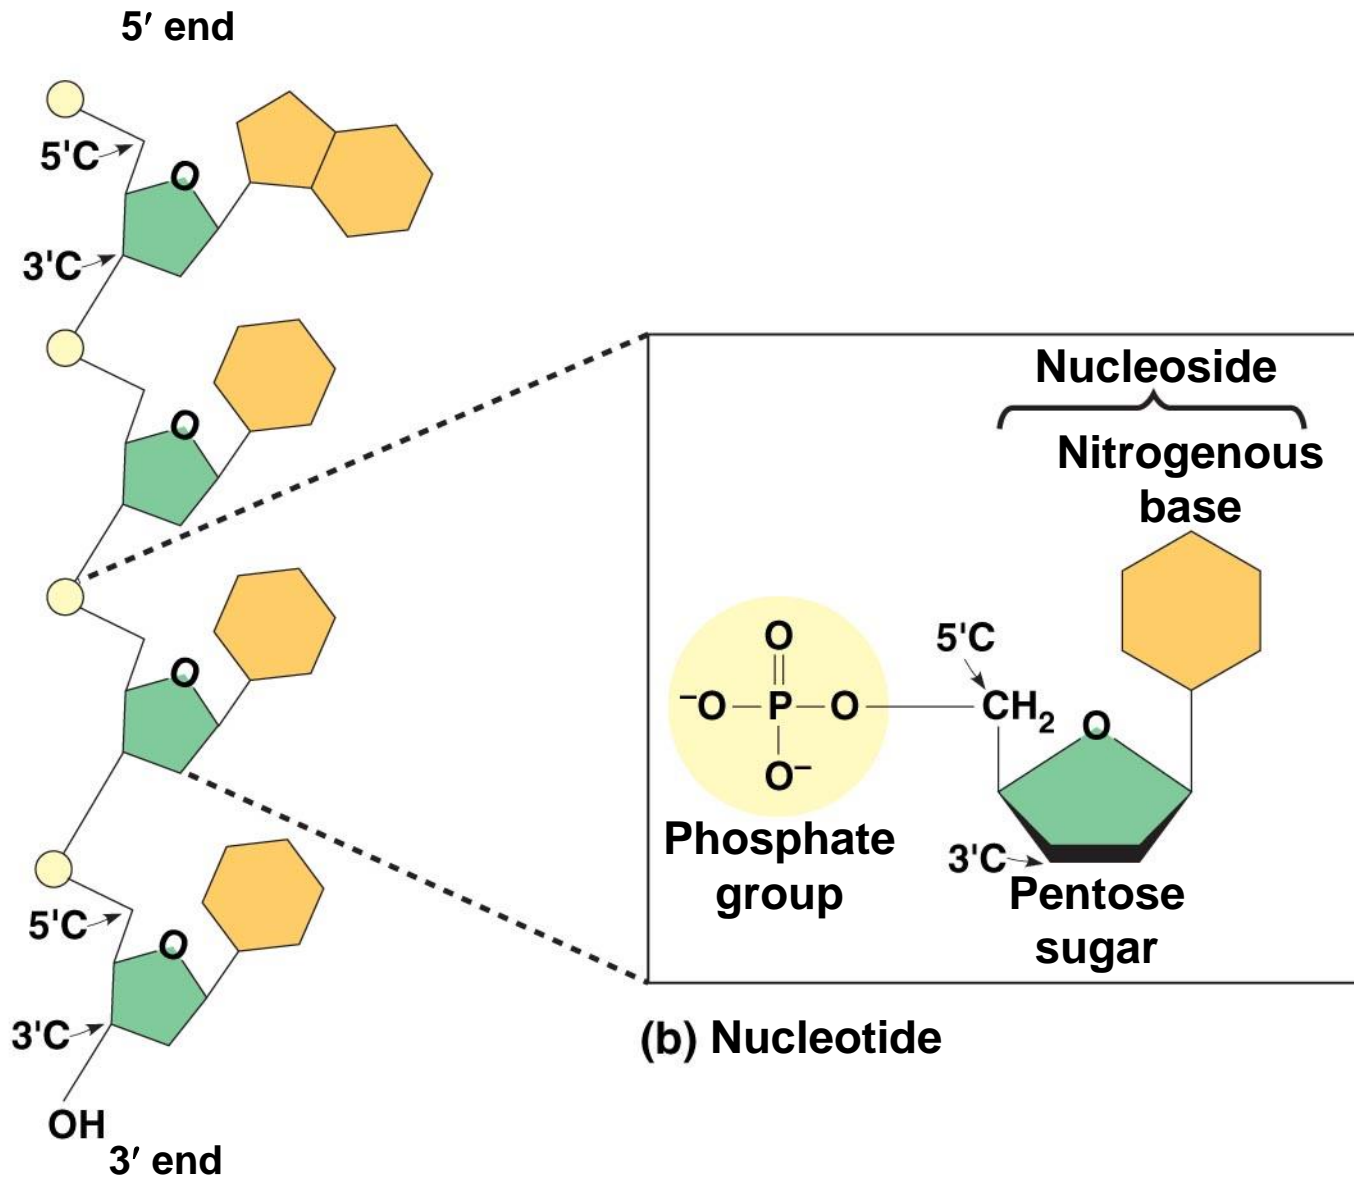 5′ end
5'C
O
3'C
O
O
5'C
O
3'C
OH
3′ end
Nucleoside
Nitrogenous
base
O
5'C
⁻O—P—O
CH₂
O
O⁻
Phosphate
group
3'C
Pentose
sugar
(b) Nucleotide